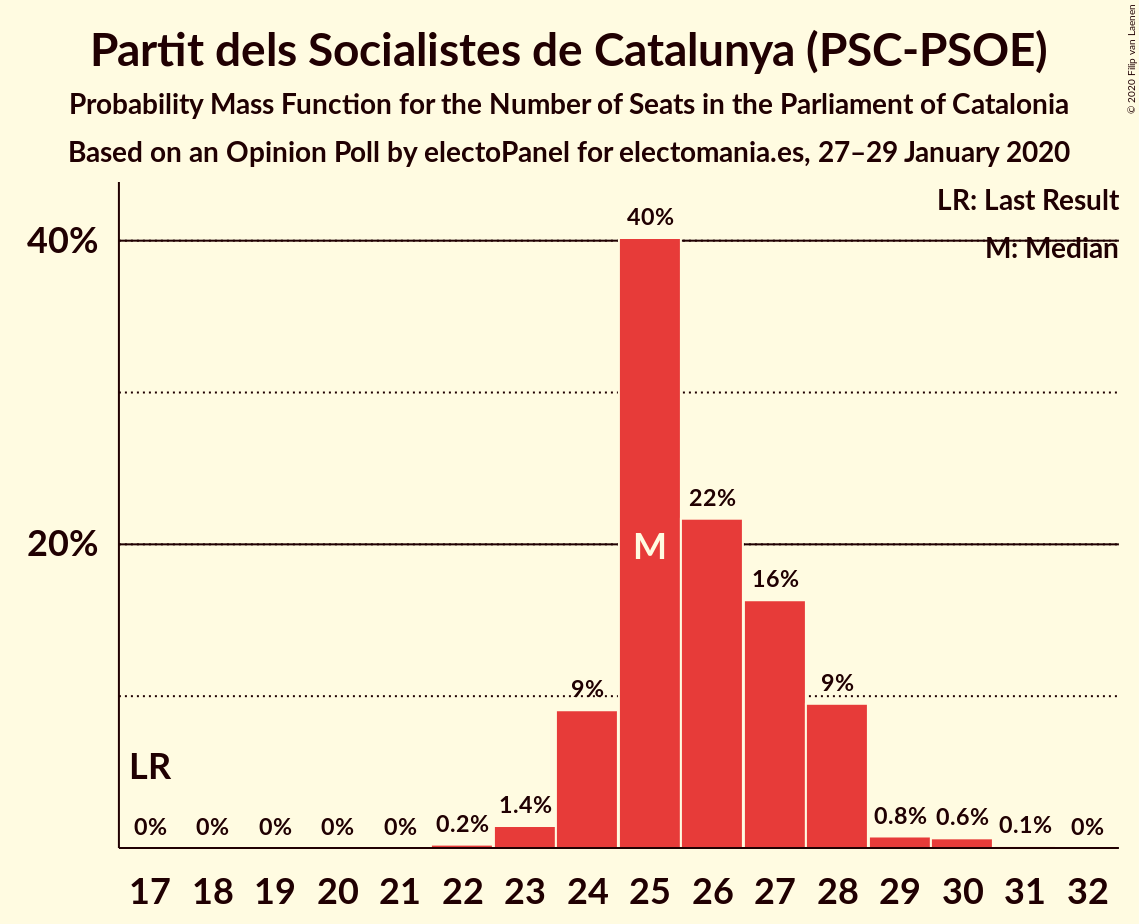 Partit dels Socialistes de Catalunya (PSC-PSOE)
Probability Mass Function for the Number of Seats in the Parliament of Catalonia
Based on an Opinion Poll by electoPanel for electomania.es, 27–29 January 2020
© 2020 Filip van Laenen
LR: Last Result
M: Median
40%
20%
40%
22%
16%
9%
9%
M
LR
0% 0% 0% 0% 0% 0.2% 1.4% 0.8% 0.6% 0.1% 0%
17 18 19 20 21 22 23 24 25 26 27 28 29 30 31 32